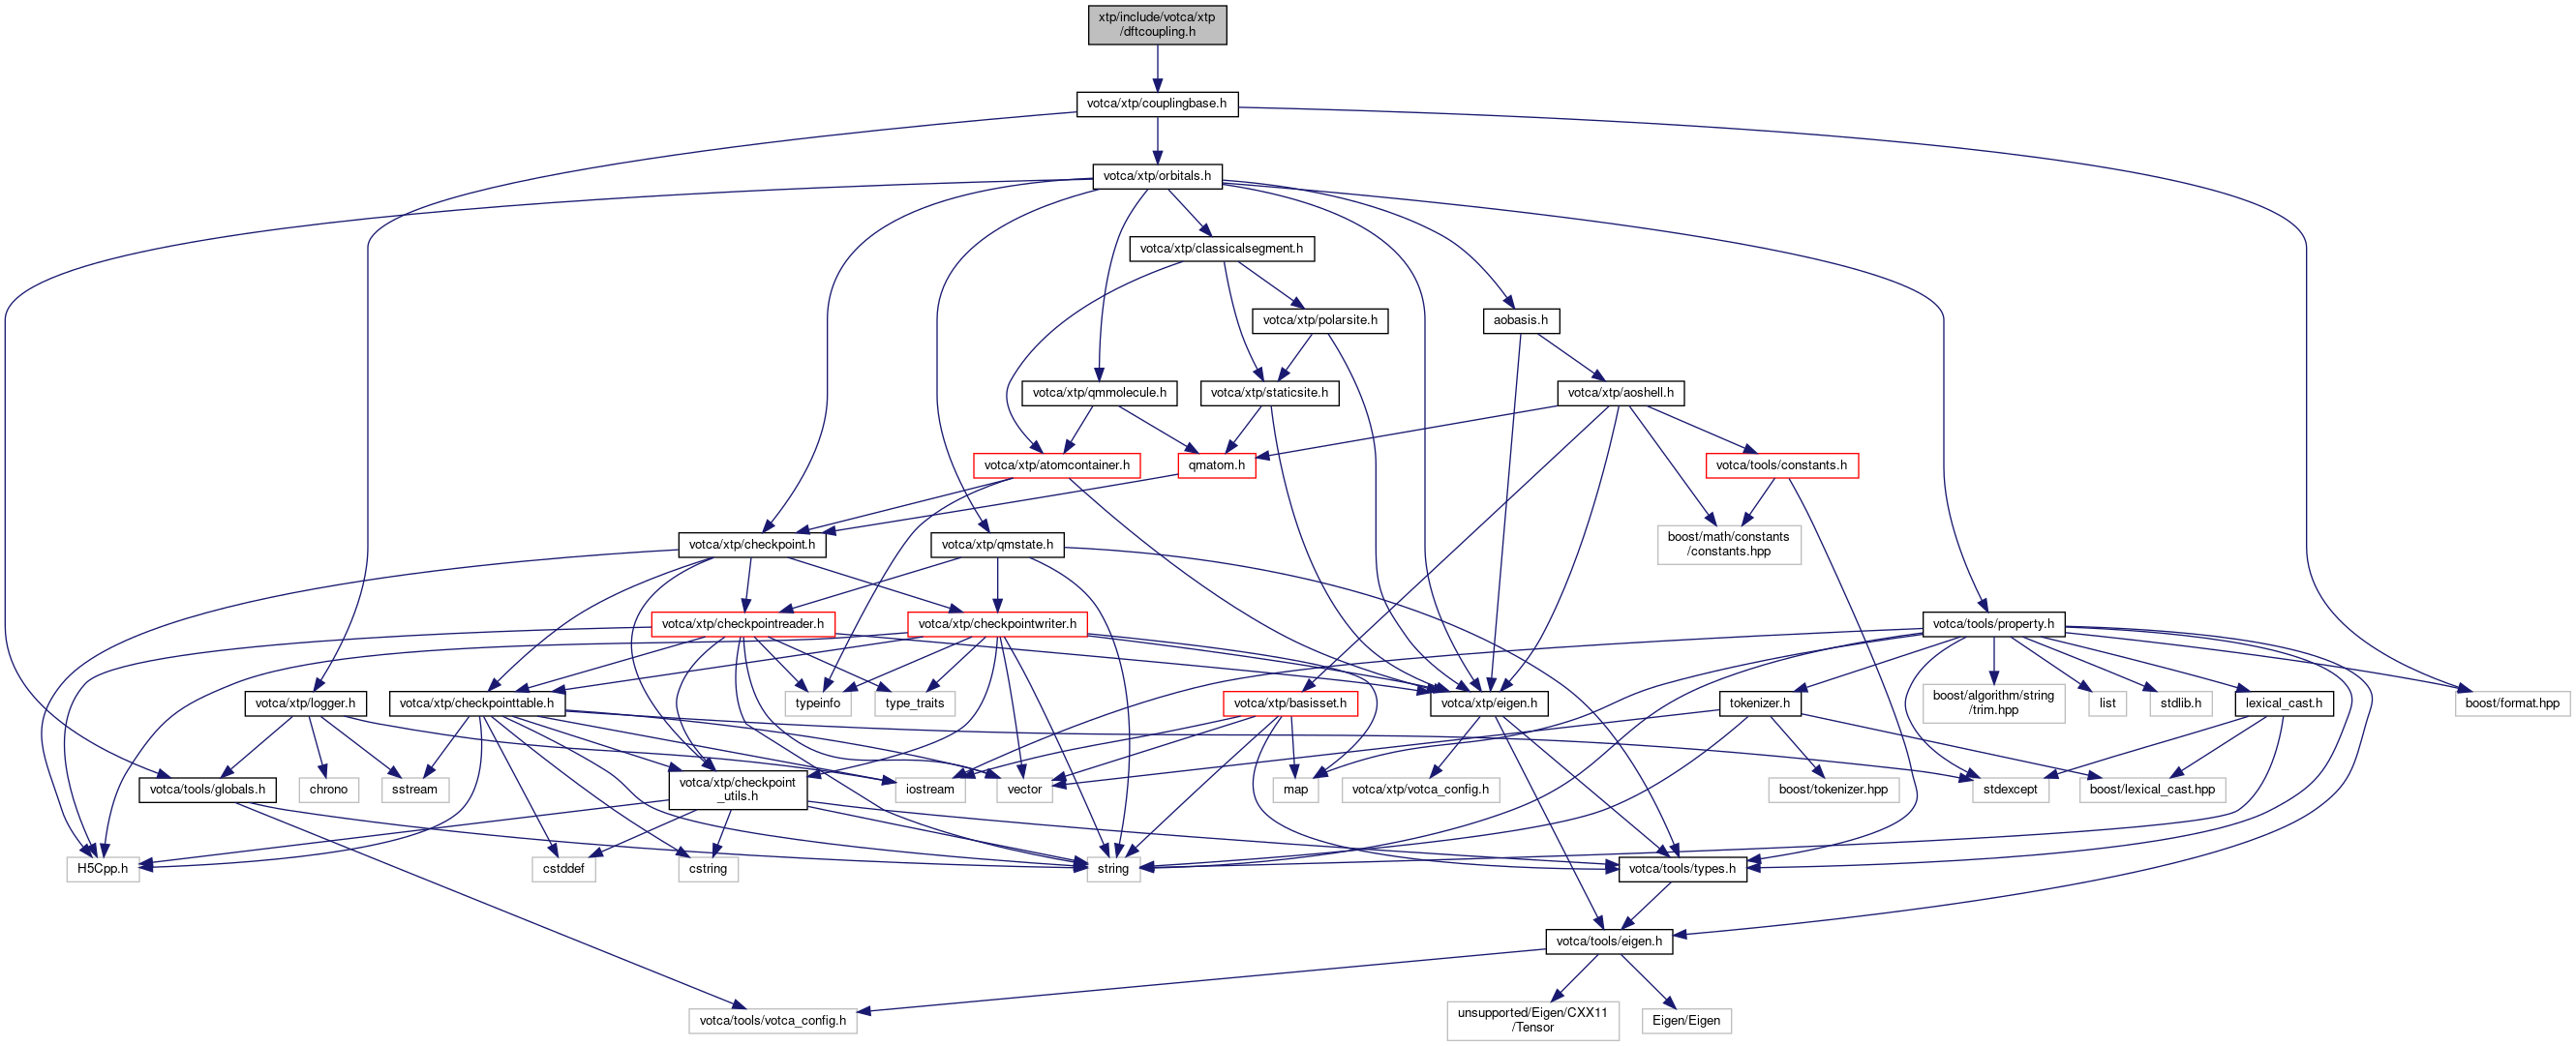 xtp/include/votca/xtp
/dftcoupling.h
votca/xtp/couplingbase.h
votca/xtp/orbitals.h
votca/xtp/classicalsegment.h
votca/xtp/polarsite.h
aobasis.h
votca/xtp/qmmolecule.h
votca/xtp/staticsite.h
votca/xtp/aoshell.h
votca/xtp/atomcontainer.h
qmatom.h
votca/tools/constants.h
votca/xtp/checkpoint.h
votca/xtp/qmstate.h
boost/math/constants
/constants.hpp
votca/xtp/checkpointreader.h
votca/xtp/checkpointwriter.h
votca/tools/property.h
votca/xtp/logger.h
votca/xtp/checkpointtable.h
typeinfo
type_traits
votca/xtp/basisset.h
votca/xtp/eigen.h
tokenizer.h
boost/algorithm/string
/trim.hpp
list
stdlib.h
lexical_cast.h
boost/format.hpp
votca/tools/globals.h
chrono
sstream
votca/xtp/checkpoint
_utils.h
iostream
vector
map
votca/xtp/votca_config.h
boost/tokenizer.hpp
stdexcept
boost/lexical_cast.hpp
H5Cpp.h
cstddef
cstring
string
votca/tools/types.h
votca/tools/eigen.h
votca/tools/votca_config.h
unsupported/Eigen/CXX11
/Tensor
Eigen/Eigen